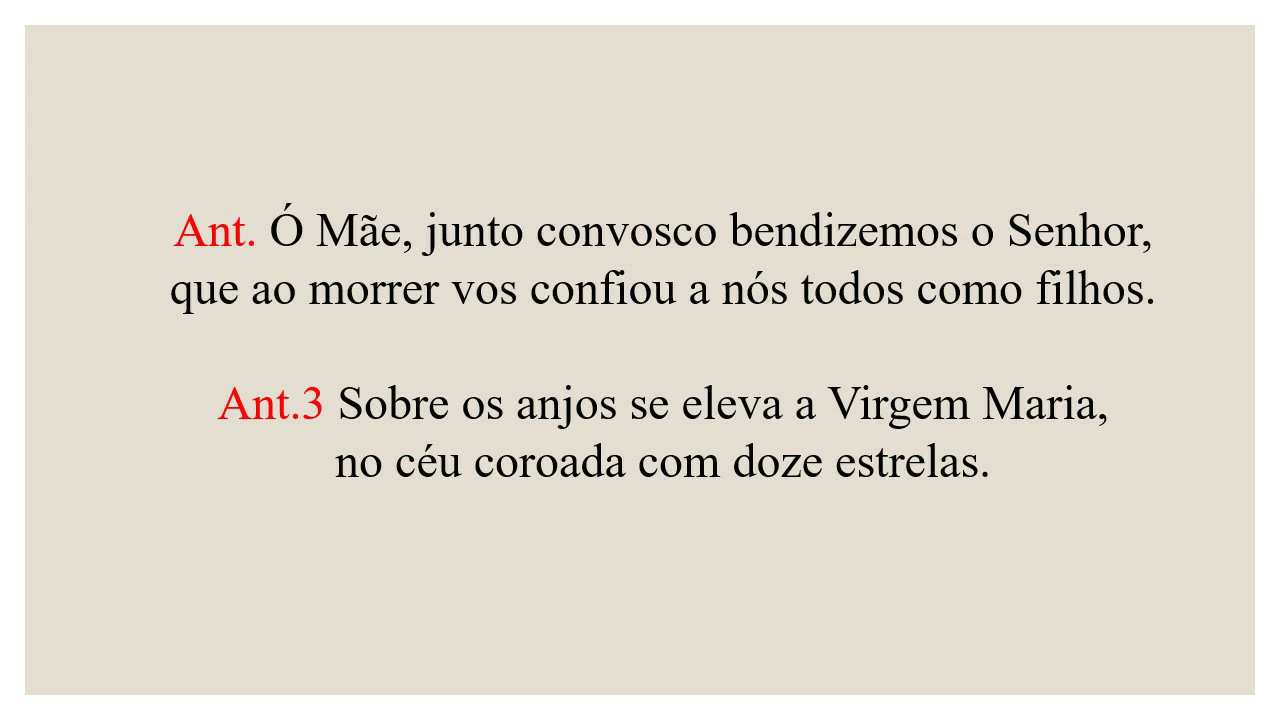 Ant. Ó Mãe, junto convosco bendizemos o Senhor,
que ao morrer vos confiou a nós todos como filhos.
Ant.3 Sobre os anjos se eleva a Virgem Maria,
no céu coroada com doze estrelas.